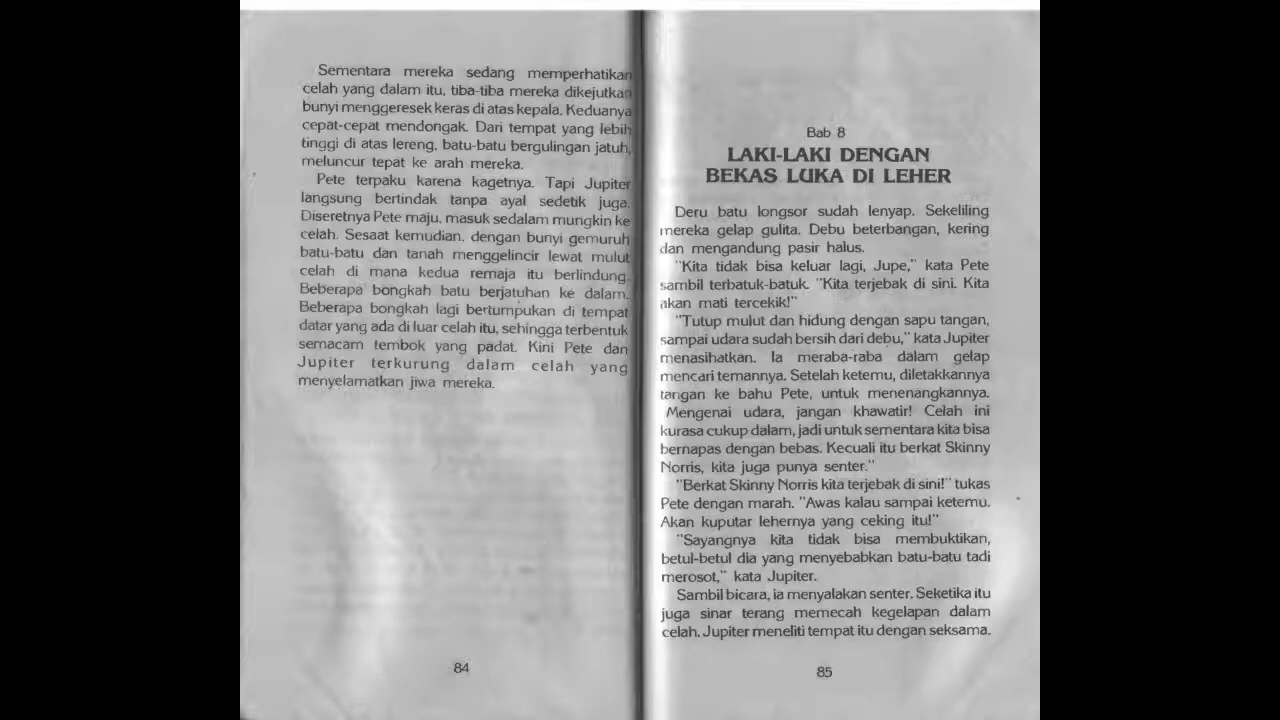 Sementara mereka sedang memperhatikan
celah yang dalam itu, tiba-tiba mereka dikejutkan
bunyi menggeresek keras di atas kepala. Keduanya
cepat-cepat mendongak. Dari tempat yang lebih
tinggi di atas lereng, batu-batu bergulingan jatuh,
meluncur tepat ke arah mereka.
Pete terpaku karena kagetnya. Tapi Jupiter
langsung bertindak tanpa ayal sedetik juga.
Diseretnya Pete maju, masuk sedalam mungkin ke
celah. Sesaat kemudian, dengan bunyi gemuruh
batu-batu dan tanah menggelincir lewat mulut
celah di mana kedua remaja itu berlindung.
Beberapa bongkah batu berjatuhan ke dalam.
Beberapa bongkah lagi bertumpukan di tempat
datar yang ada di luar celah itu, sehingga terbentuk
semacam tembok yang padat. Kini Pete dan
Jupiter terkurung dalam celah yang
menyelamatkan jiwa mereka.
84
Bab 8
LAKI-LAKI DENGAN
BEKAS LUKA DI LEHER
Deru batu longsor sudah lenyap. Sekeliling
mereka gelap gulita. Debu beterbangan, kering
dan mengandung pasir halus.
"Kita tidak bisa keluar lagi, Jupe," kata Pete
sambil terbatuk-batuk. "Kita terjebak di sini. Kita
akan mati tercekik!"
"Tutup mulut dan hidung dengan sapu tangan,
sampai udara sudah bersih dari debu," kata Jupiter
menasihatkan. Ia meraba-raba dalam gelap
mencari temannya. Setelah ketemu, diletakkannya
tangan ke bahu Pete, untuk menenangkannya.
"Mengenai udara, jangan khawatir! Celah ini
kurasa cukup dalam, jadi untuk sementara kita bisa
bernapas dengan bebas. Kecuali itu berkat Skinny
Norris, kita juga punya senter."
"Berkat Skinny Norris kita terjebak di sini!" tukas
Pete dengan marah. "Awas kalau sampai ketemu.
Akan kuputar lehernya yang ceking itu!"
"Sayangnya kita tidak bisa membuktikan,
betul-betul dia yang menyebabkan batu-batu tadi
merosot," kata Jupiter.
Sambil bicara, ia menyalakan senter. Seketika itu
juga sinar terang memecah kegelapan dalam
celah. Jupiter meneliti tempat itu dengan seksama.
85